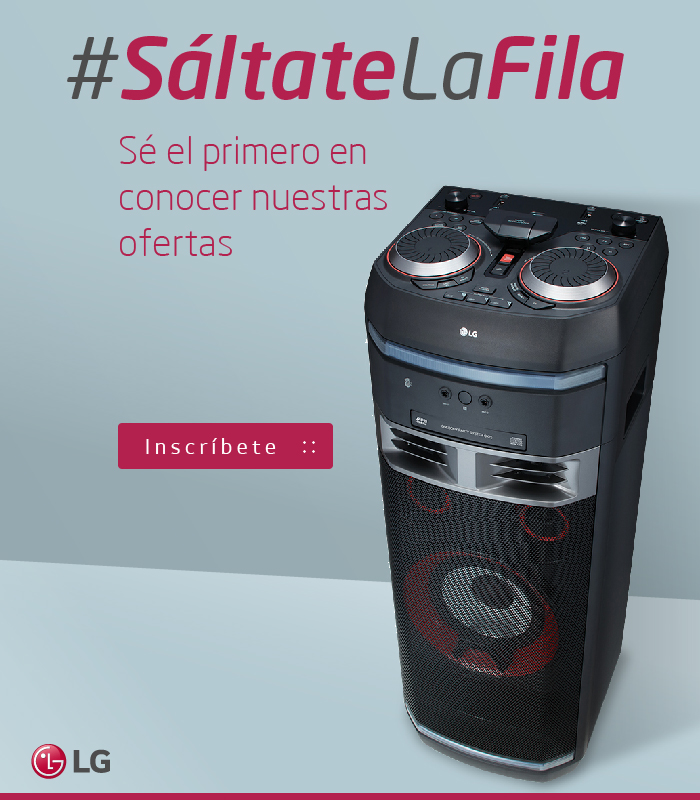 #SáltateLaFila
Sé el primero en
conocer nuestras
ofertas
LG
Inscríbete
LG